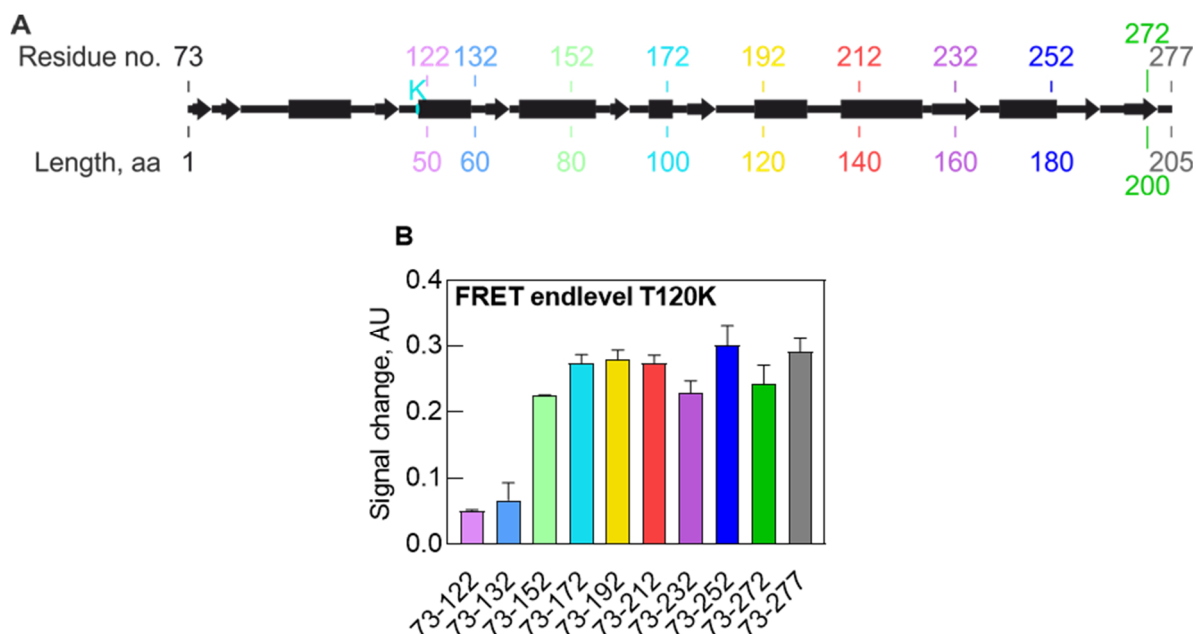 A
272
Residue no. 73 122 132 152 172 192 212 232 252 277
K
Length, aa 1 50 60 80 100 120 140 160 180 205
200
B
FRET endlevel T120K
Signal change, AU
0.4
0.3
0.2
0.1
0.0
73-122
73-132
73-152
73-172
73-192
73-212
73-232
73-252
73-272
73-277